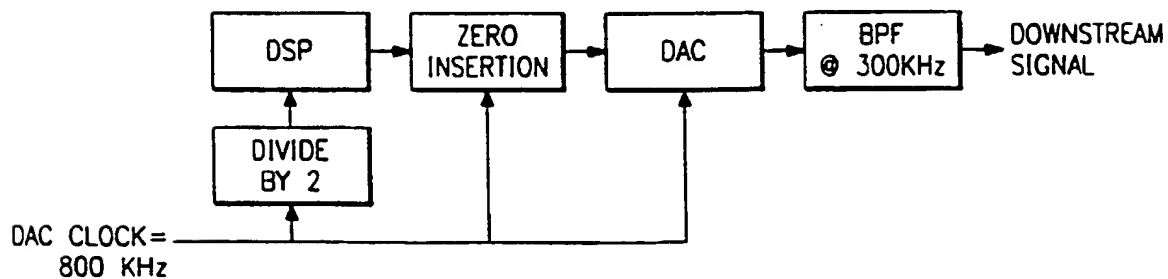 DSP
ZERO
INSERTION
DAC
BPF
@ 300KHz
DOWNSTREAM
SIGNAL
DIVIDE
BY 2
DAC CLOCK=
800 KHz